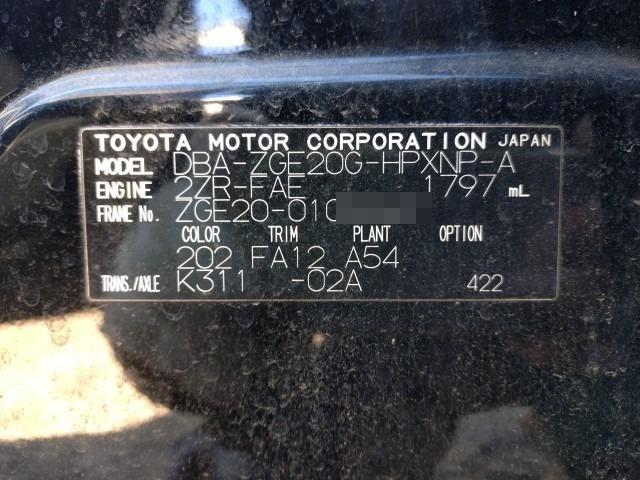 TOYOTA MOTOR CORPORATION JAPAN
MODEL DBA-ZGE20G-HPXNP-A
ENGINE 2ZR-FAE 1797 mL
FRAME No. ZGE20-010
COLOR TRIM PLANT OPTION
202 FA12 A54
TRANS./AXLE K311 -02A 422